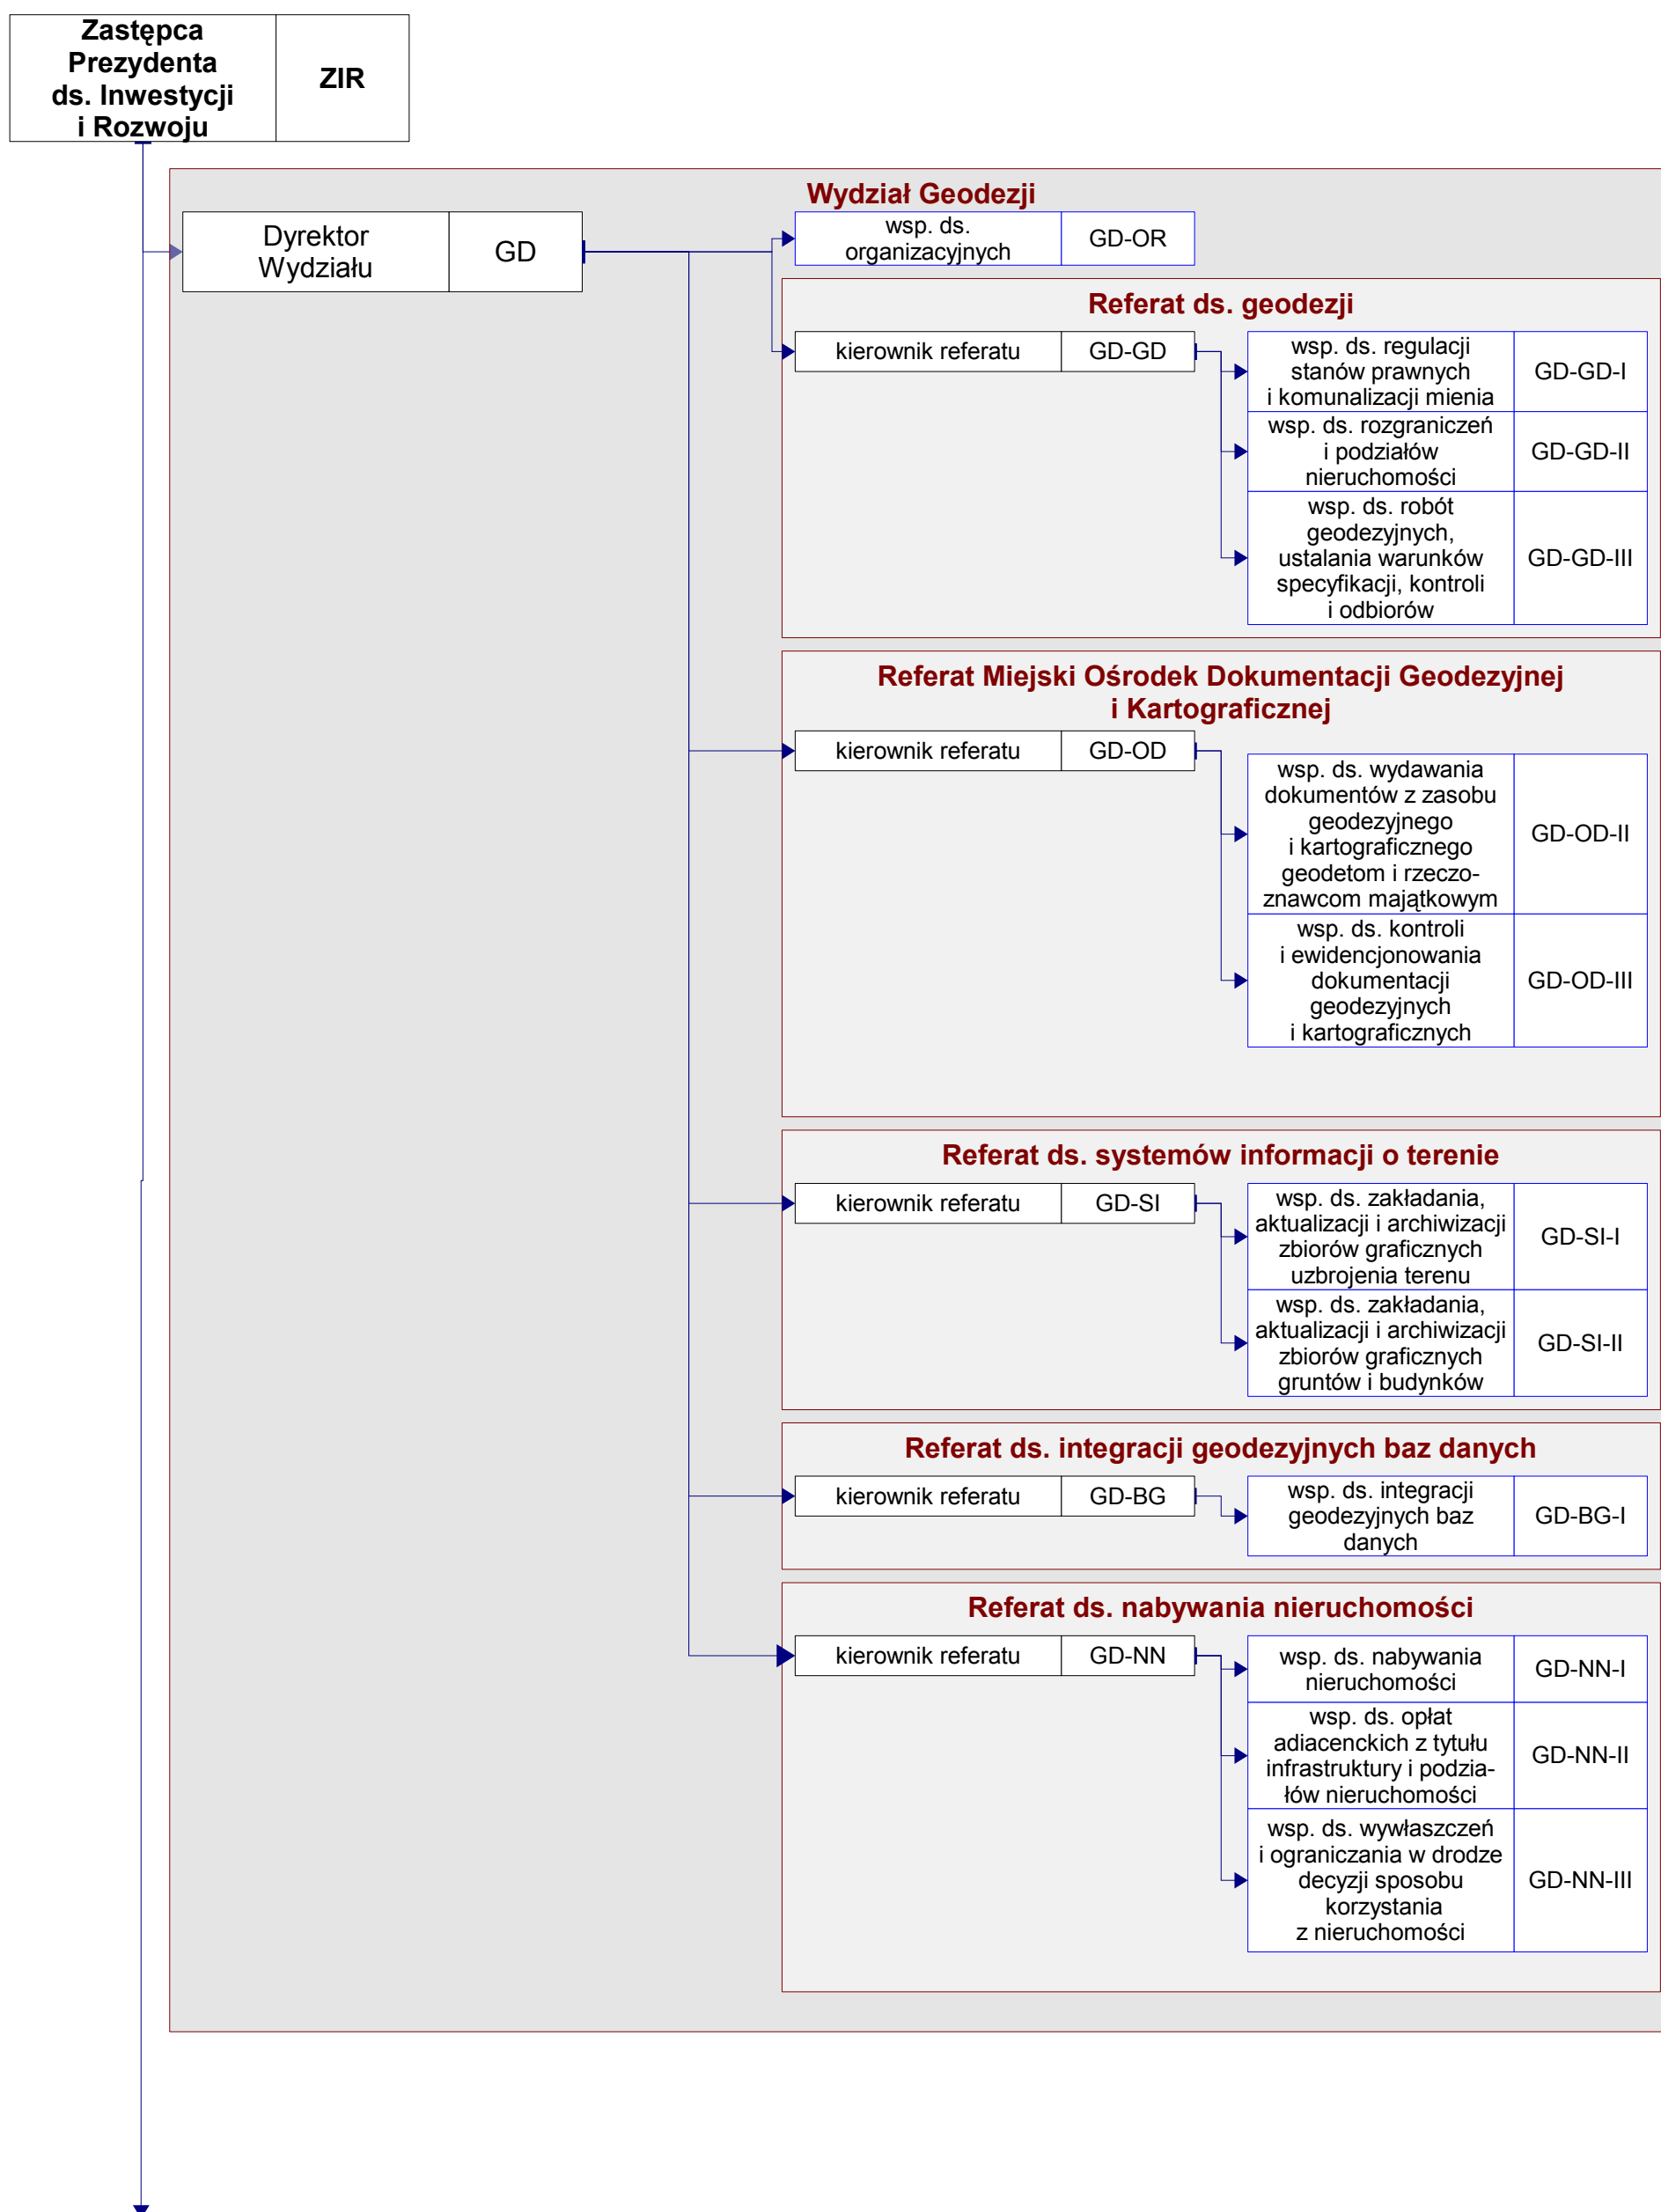 Zastępca
Prezydenta
ds. Inwestycji
i Rozwoju
ZIR
Wydział Geodezji
Dyrektor
Wydziału
GD
wsp. ds.
organizacyjnych
GD-OR
Referat ds. geodezji
kierownik referatu
GD-GD
wsp. ds. regulacji
stanów prawnych
i komunalizacji mienia
GD-GD-I
wsp. ds. rozgraniczeń
i podziałów
nieruchomości
GD-GD-II
wsp. ds. robót
geodezyjnych,
ustalania warunków
specyfikacji, kontroli
i odbiorów
GD-GD-III
Referat Miejski Ośrodek Dokumentacji Geodezyjnej
i Kartograficznej
kierownik referatu
GD-OD
wsp. ds. wydawania
dokumentów z zasobu
geodezyjnego
i kartograficznego
geodetom i rzeczo-
znawcom majątkowym
GD-OD-II
wsp. ds. kontroli
i ewidencjonowania
dokumentacji
geodezyjnych
i kartograficznych
GD-OD-III
Referat ds. systemów informacji o terenie
kierownik referatu
GD-SI
wsp. ds. zakładania,
aktualizacji i archiwizacji
zbiorów graficznych
uzbrojenia terenu
GD-SI-I
wsp. ds. zakładania,
aktualizacji i archiwizacji
zbiorów graficznych
gruntów i budynków
GD-SI-II
Referat ds. integracji geodezyjnych baz danych
kierownik referatu
GD-BG
wsp. ds. integracji
geodezyjnych baz
danych
GD-BG-I
Referat ds. nabywania nieruchomości
kierownik referatu
GD-NN
wsp. ds. nabywania
nieruchomości
GD-NN-I
wsp. ds. opłat
adiacenckich z tytułu
infrastruktury i podzia-
łów nieruchomości
GD-NN-II
wsp. ds. wywłaszczeń
i ograniczania w drodze
decyzji sposobu
korzystania
z nieruchomości
GD-NN-III